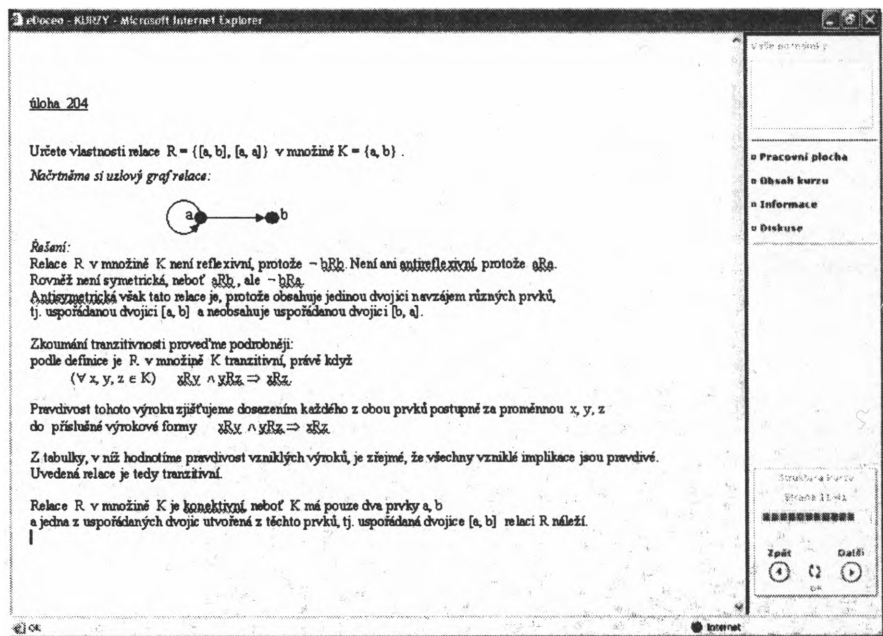 eDoceo - KURZY - Microsoft Internet Explorer
úloha 204
Určete vlastnosti relace R = {[a, b], [a, a]} v množině K = {a, b} .
Načrtněme si uzlový graf relace:
a b
Řešení:
Relace R v množině K není reflexivní, protože ¬ bRb. Není ani antireflexivní, protože aRa.
Rovněž není symetrická, neboť aRb , ale ¬ bRa.
Antisymetrická však tato relace je, protože obsahuje jedinou dvojici navzájem různých prvků,
tj. uspořádanou dvojici [a, b] a neobsahuje uspořádanou dvojici [b, a].
Zkoumání tranzitivnosti proveďme podrobněji:
podle definice je R v množině K tranzitivní, právě když
(∀ x, y, z ∈ K) xRy ∧ yRz ⇒ xRz.
Pravdivost tohoto výroku zjišťujeme dosazením každého z obou prvků postupně za proměnnou x, y, z
do příslušné výrokové formy xRy ∧ yRz ⇒ xRz
Z tabulky, v níž hodnotíme pravdivost vzniklých výroků, je zřejmé, že všechny vzniklé implikace jsou pravdivé.
Uvedená relace je tedy tranzitivní.
Relace R v množině K je konektivní, neboť K má pouze dva prvky a, b
a jedna z uspořádaných dvojic utvořená z těchto prvků, tj. uspořádaná dvojice [a, b] relaci R náleží.
Vaše poznámky
Pracovní plocha
Obsah kurzu
Informace
Diskuse
Struktura kurzu
Strana
Zpět Další
OK
Internet